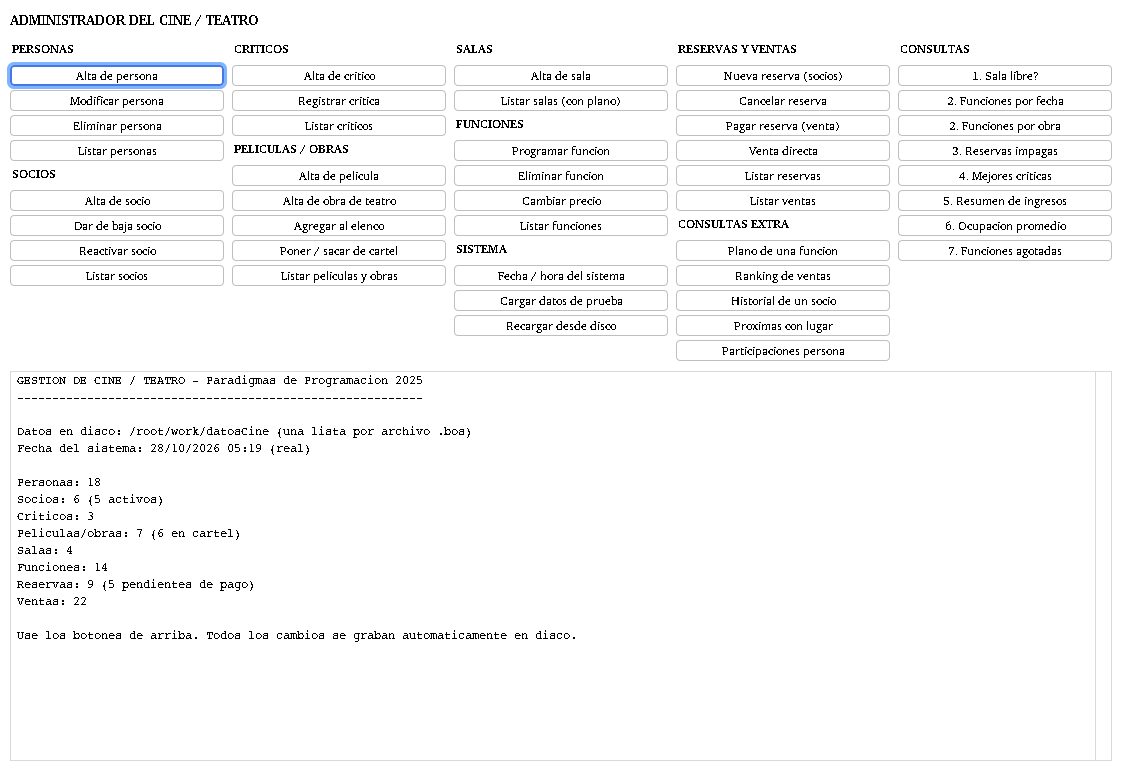 ADMINISTRADOR DEL CINE / TEATRO
PERSONAS
Alta de persona
Modificar persona
Eliminar persona
Listar personas
SOCIOS
Alta de socio
Dar de baja socio
Reactivar socio
Listar socios
CRITICOS
Alta de critico
Registrar critica
Listar criticos
PELICULAS / OBRAS
Alta de pelicula
Alta de obra de teatro
Agregar al elenco
Poner / sacar de cartel
Listar peliculas y obras
SALAS
Alta de sala
Listar salas (con plano)
FUNCIONES
Programar funcion
Eliminar funcion
Cambiar precio
Listar funciones
SISTEMA
Fecha / hora del sistema
Cargar datos de prueba
Recargar desde disco
RESERVAS Y VENTAS
Nueva reserva (socios)
Cancelar reserva
Pagar reserva (venta)
Venta directa
Listar reservas
Listar ventas
CONSULTAS EXTRA
Plano de una funcion
Ranking de ventas
Historial de un socio
Proximas con lugar
Participaciones persona
CONSULTAS
1. Sala libre?
2. Funciones por fecha
2. Funciones por obra
3. Reservas impagas
4. Mejores criticas
5. Resumen de ingresos
6. Ocupacion promedio
7. Funciones agotadas
GESTION DE CINE / TEATRO - Paradigmas de Programacion 2025
----------------------------------------------------------
Datos en disco: /root/work/datosCine (una lista por archivo .bos)
Fecha del sistema: 28/10/2026 05:19 (real)
Personas: 18
Socios: 6 (5 activos)
Criticos: 3
Peliculas/obras: 7 (6 en cartel)
Salas: 4
Funciones: 14
Reservas: 9 (5 pendientes de pago)
Ventas: 22
Use los botones de arriba. Todos los cambios se graban automaticamente en disco.